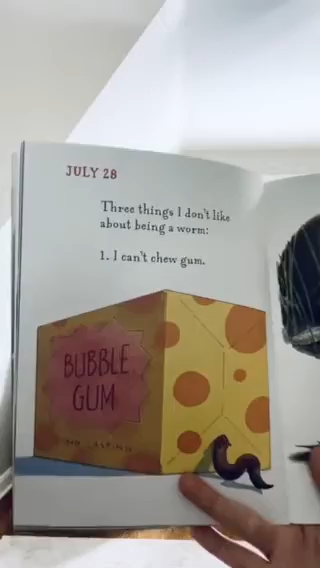 JULY 28
Three things I don't like
about being a worm:
1. I can't chew gum.
BUBBLE
GUM